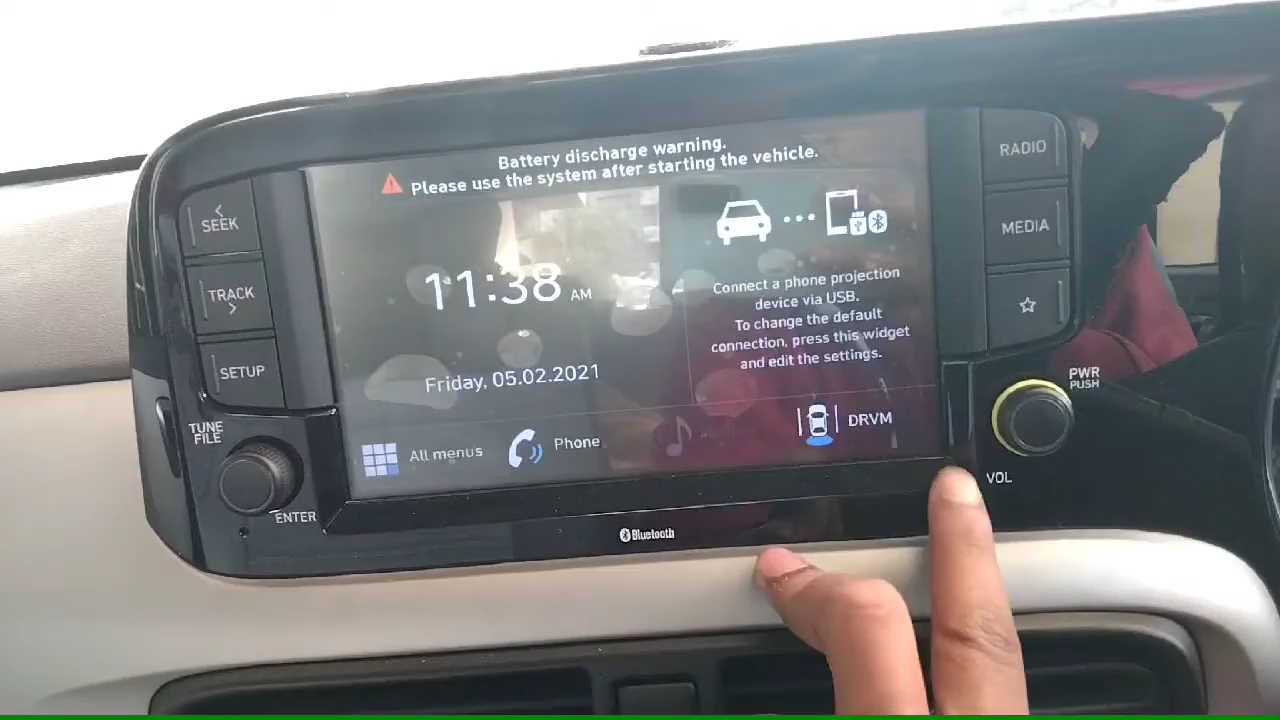 Battery discharge warning.
Please use the system after starting the vehicle.
SEEK
TRACK
SETUP
TUNE
FILE
ENTER
11:38 AM
Friday, 05.02.2021
Connect a phone projection
device via USB.
To change the default
connection, press this widget
and edit the settings.
All menus
Phone
DRVM
Bluetooth
RADIO
MEDIA
PWR
PUSH
VOL